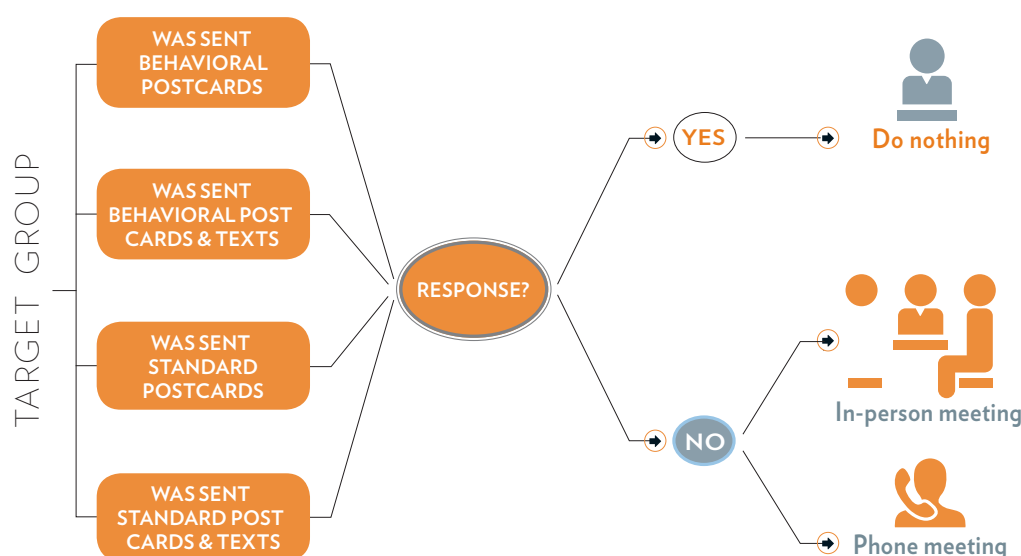 TARGET GROUP
WAS SENT
BEHAVIORAL
POSTCARDS
WAS SENT
BEHAVIORAL POST
CARDS & TEXTS
WAS SENT
STANDARD
POSTCARDS
WAS SENT
STANDARD POST
CARDS & TEXTS
RESPONSE?
YES
Do nothing
NO
In-person meeting
Phone meeting